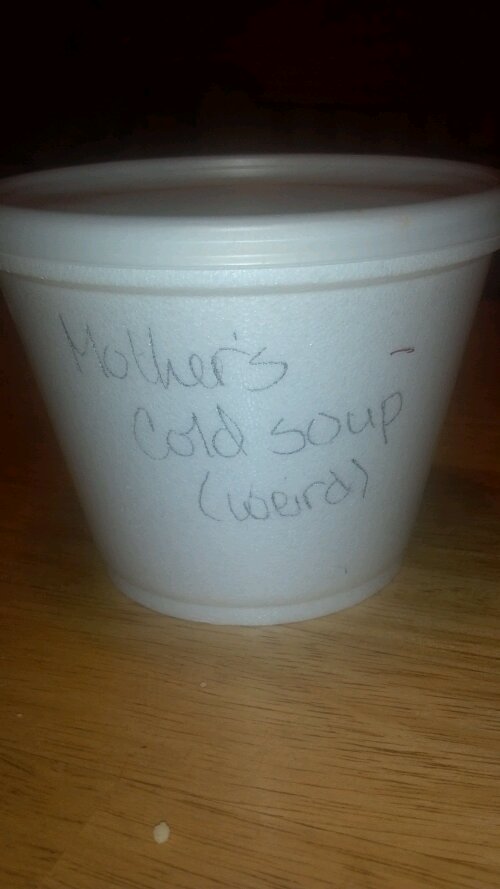 Mother's
Cold soup
(weird)